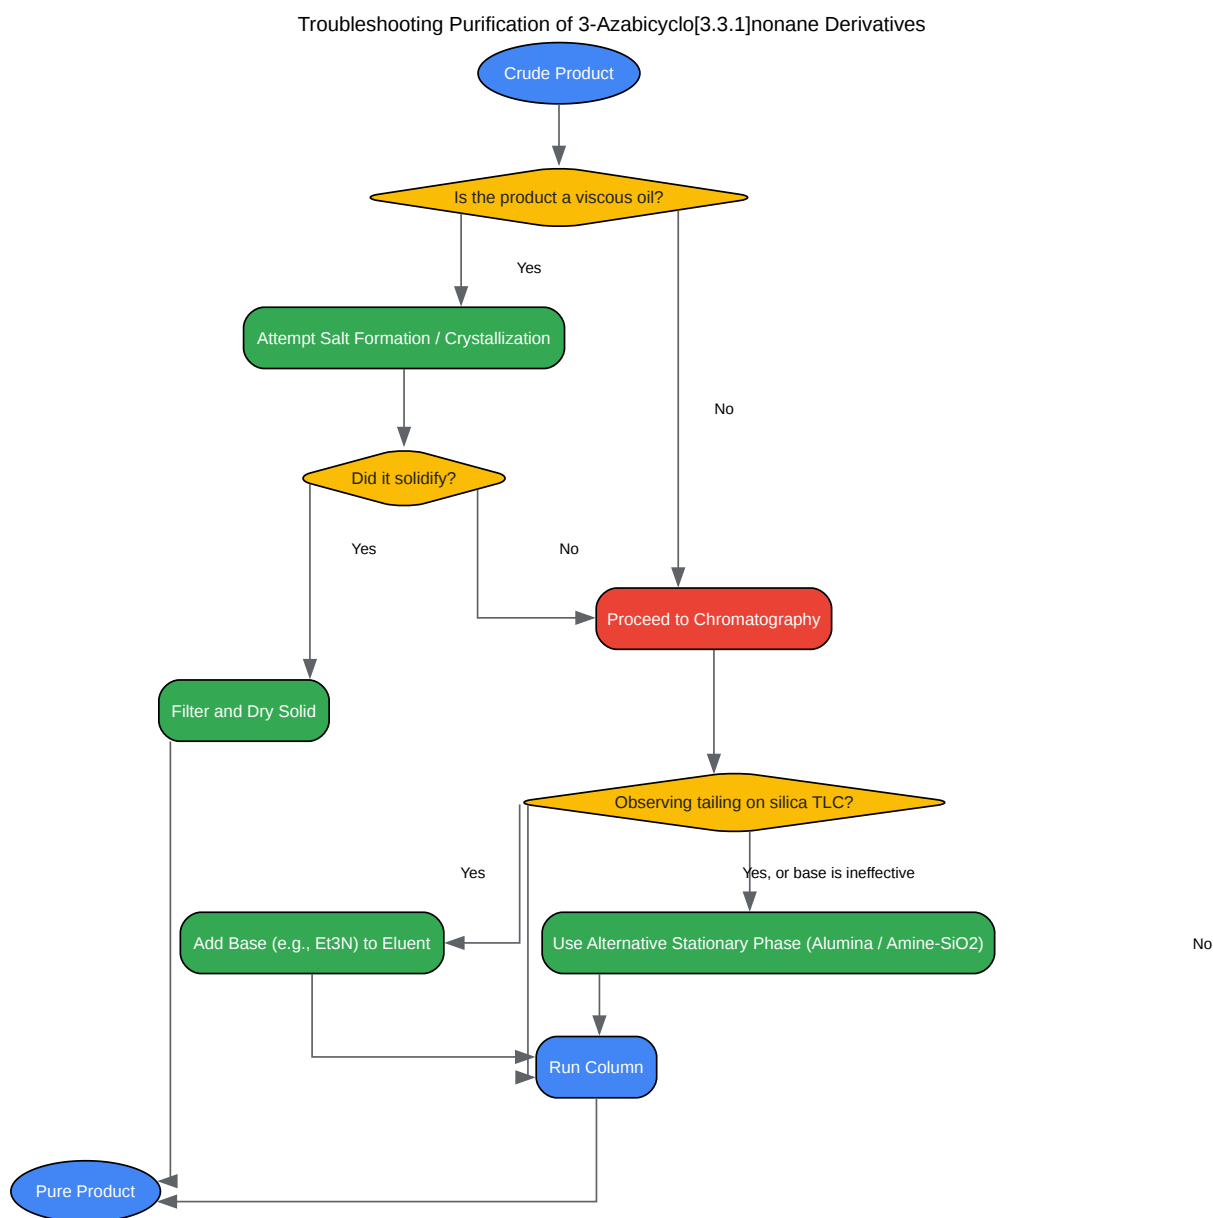 Troubleshooting Purification of 3-Azabicyclo[3.3.1]nonane Derivatives
Crude Product
Is the product a viscous oil?
Yes
Attempt Salt Formation / Crystallization
No
Did it solidify?
Yes
No
Proceed to Chromatography
Filter and Dry Solid
Observing tailing on silica TLC?
Yes
Yes, or base is ineffective
Add Base (e.g., Et3N) to Eluent
Use Alternative Stationary Phase (Alumina / Amine-SiO2)
No
Run Column
Pure Product